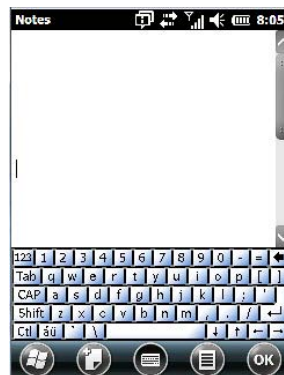 Notes 8:05
123 1 2 3 4 5 6 7 8 9 0 - =
Tab q w e r t y u i o p [ ]
CAP a s d f g h j k l ; '
Shift z x c v b n m , . /
Ctl áü ` \
OK